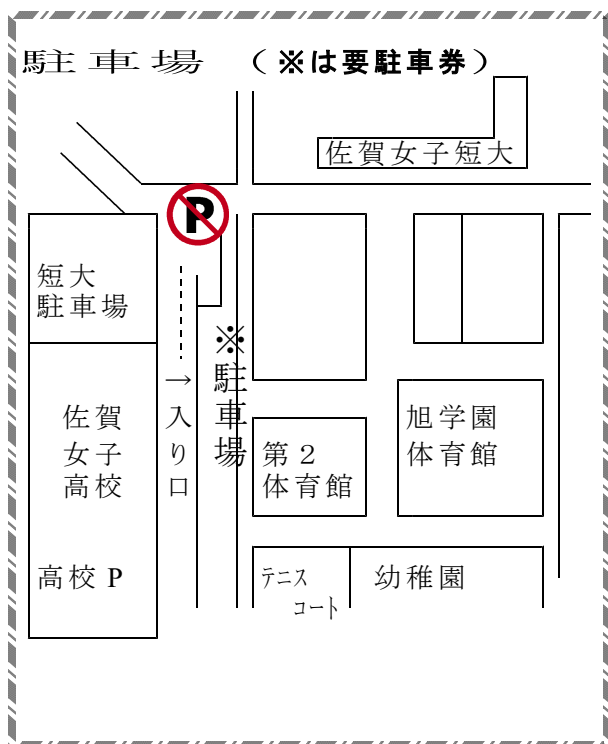 駐車場 （※は要駐車券）
佐賀女子短大
P
短大
駐車場
※駐車場
→入り口
佐賀
女子
高校
旭学園
体育館
第２
体育館
高校 P
テニス
コート
幼稚園